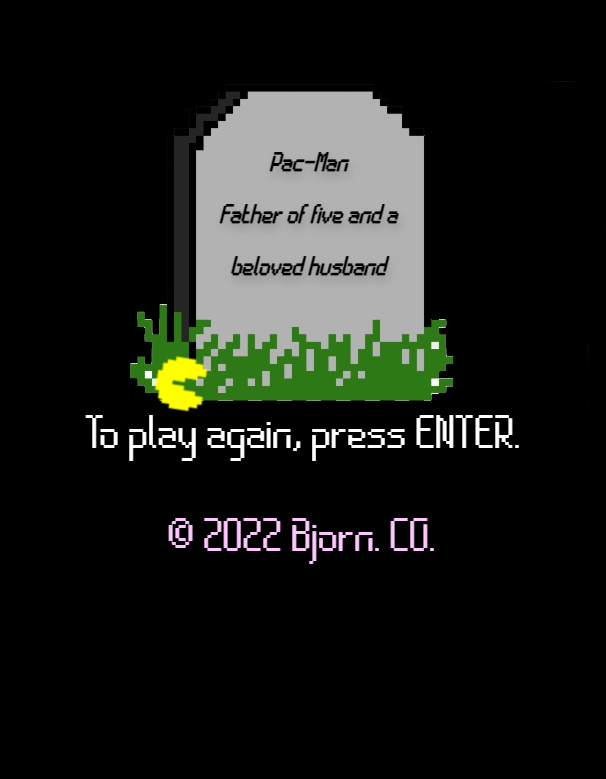 Pac-Man
Father of five and a
beloved husband
To play again, press ENTER.
© 2022 Bjorn. CO.